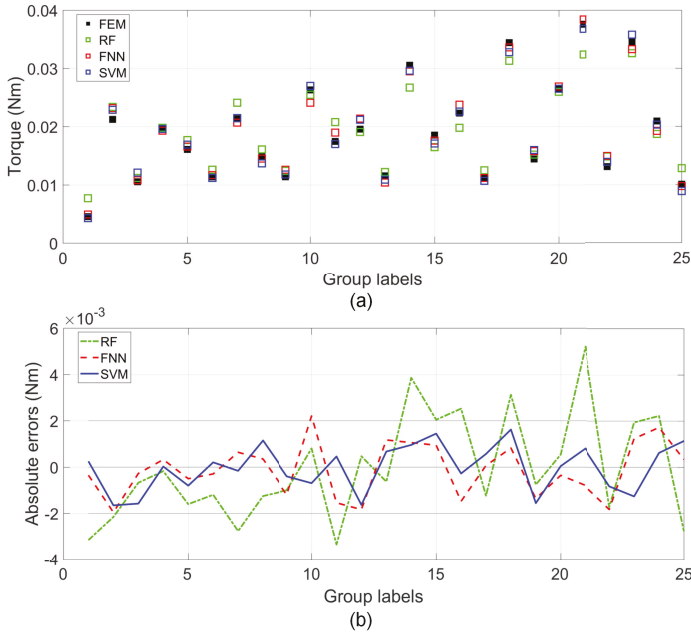 0.04
0.03
0.02
0.01
0
Torque (Nm)
FEM
RF
FNN
SVM
0 5 10 15 20 25
Group labels
(a)
×10⁻³
6
4
2
0
-2
-4
Absolute errors (Nm)
RF
FNN
SVM
0 5 10 15 20 25
Group labels
(b)